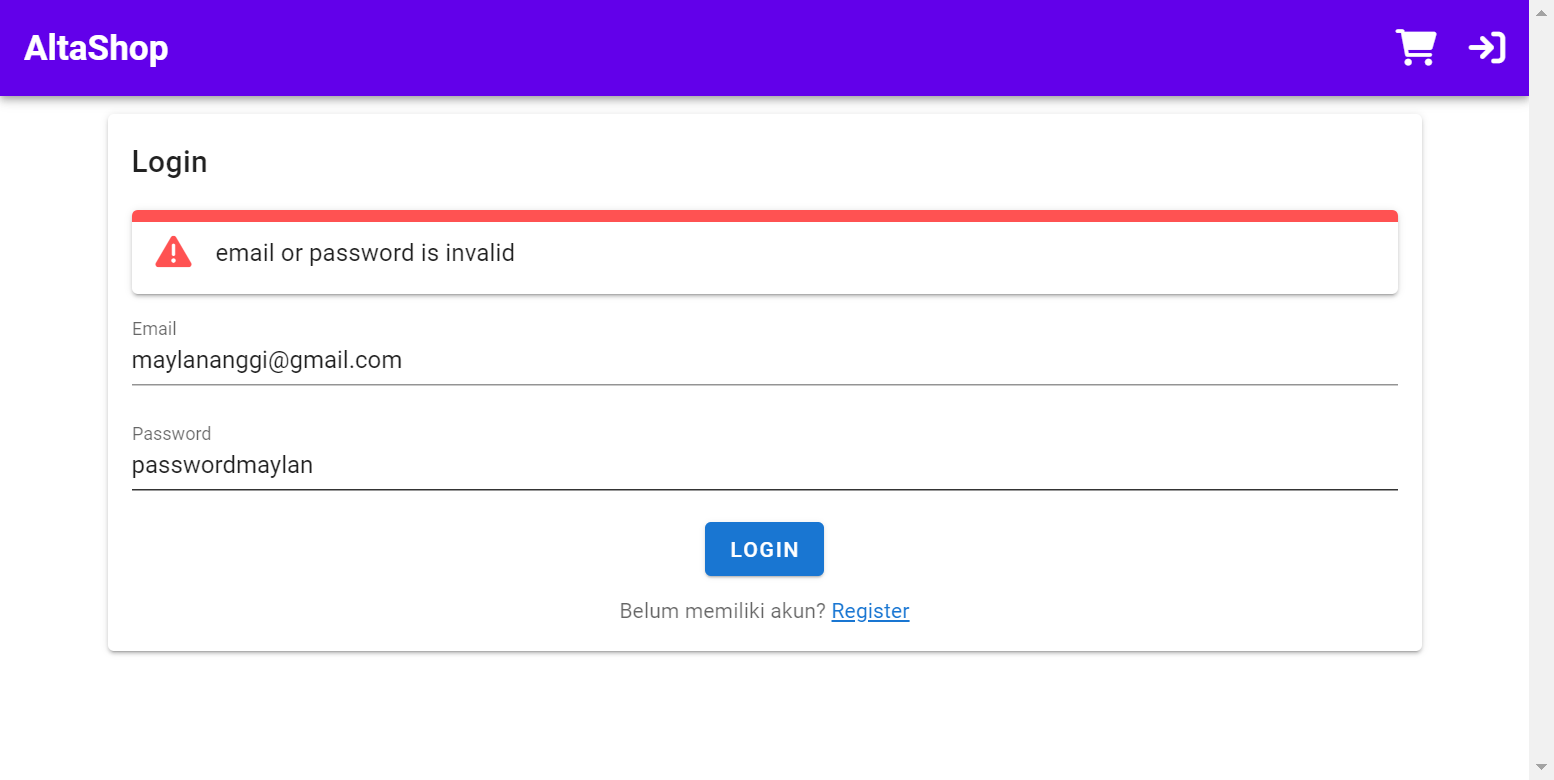 AltaShop
Login
email or password is invalid
Email
maylananggi@gmail.com
Password
passwordmaylan
LOGIN
Belum memiliki akun? Register